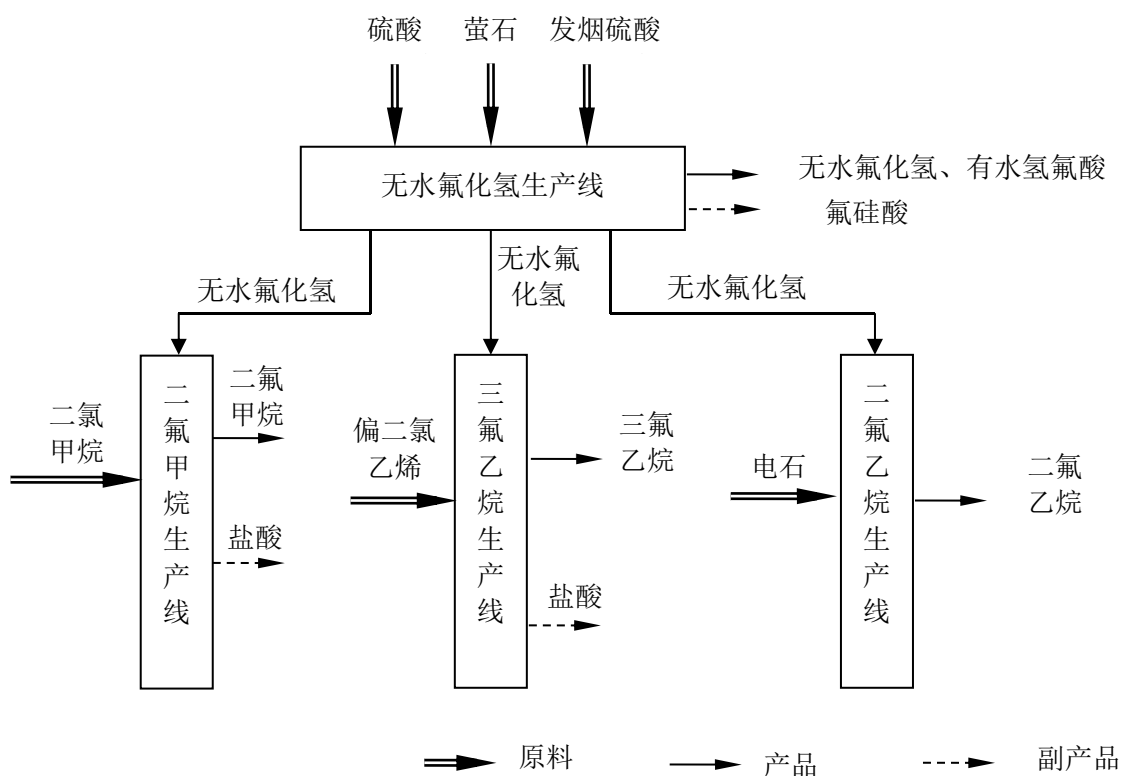 硫酸
萤石
发烟硫酸
无水氟化氢生产线
无水氟化氢、有水氢氟酸
氟硅酸
无水氟化氢
无水氟
化氢
无水氟化氢
二氯
甲烷
二氟甲烷生产线
二氟
甲烷
盐酸
偏二氯
乙烯
三氟乙烷生产线
三氟
乙烷
盐酸
电石
二氟乙烷生产线
二氟
乙烷
原料
产品
副产品